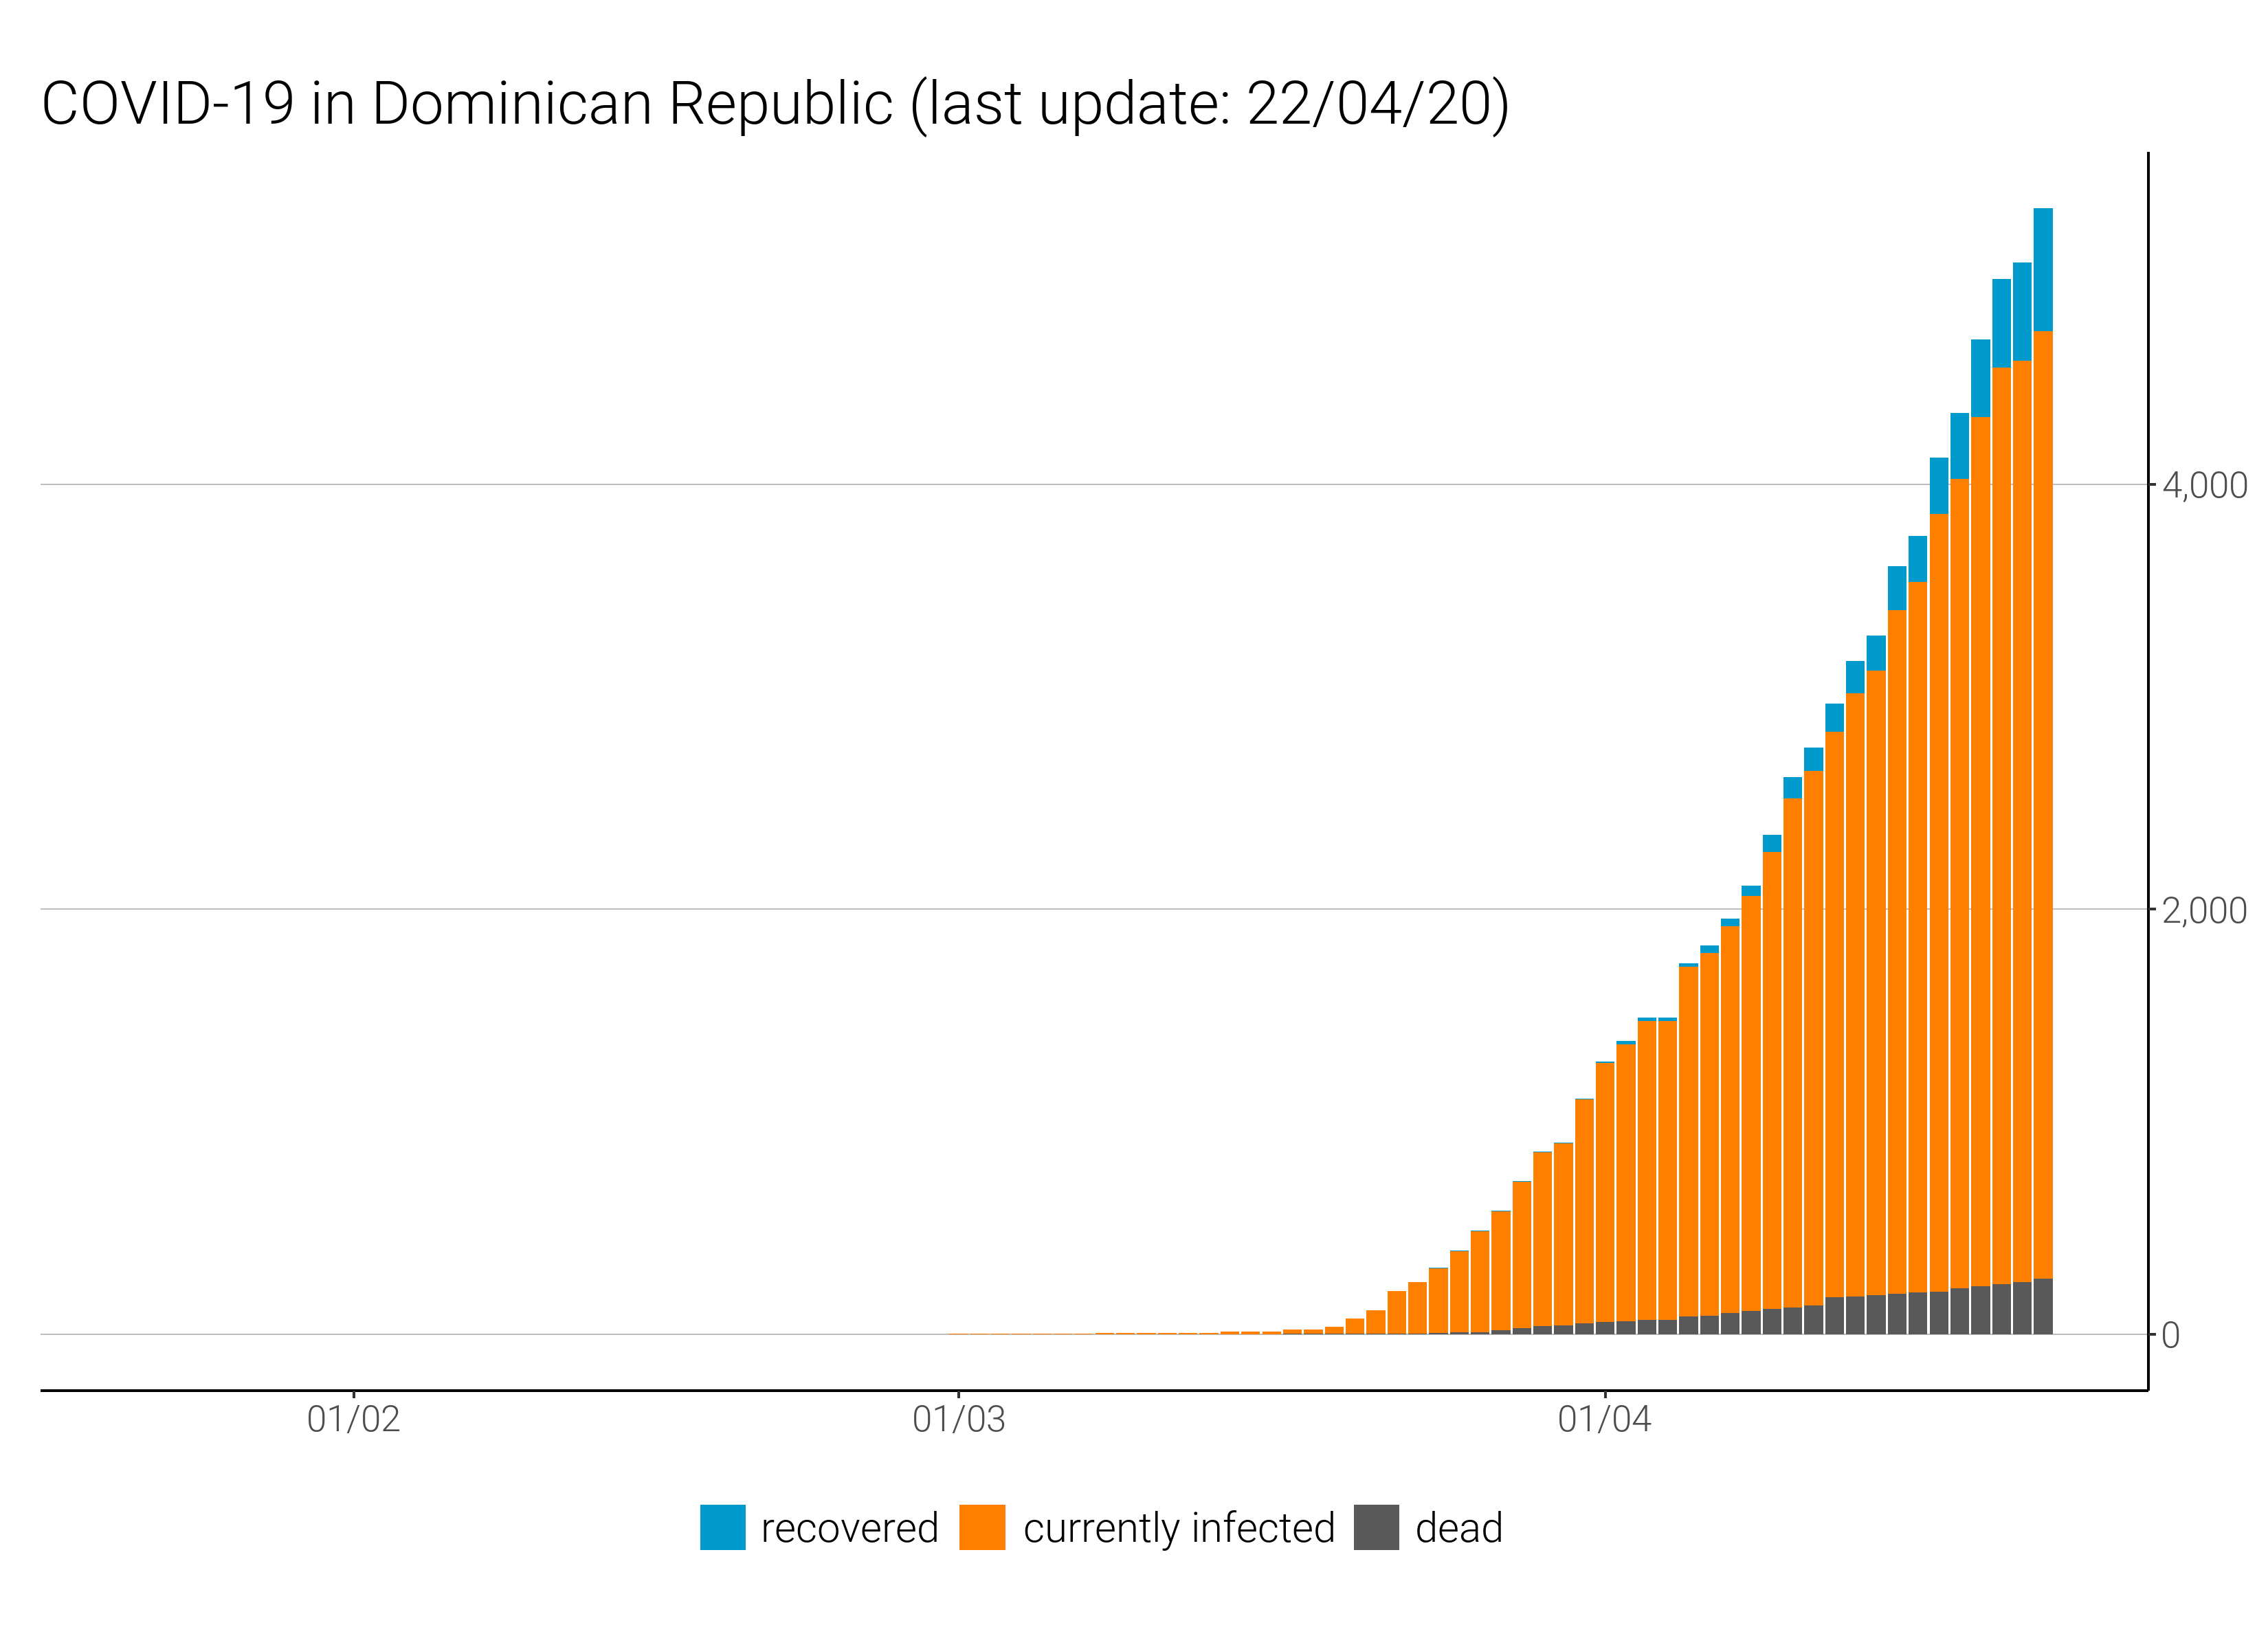 COVID-19 in Dominican Republic (last update: 22/04/20)
4,000
2,000
0
01/02 01/03 01/04
recovered currently infected dead